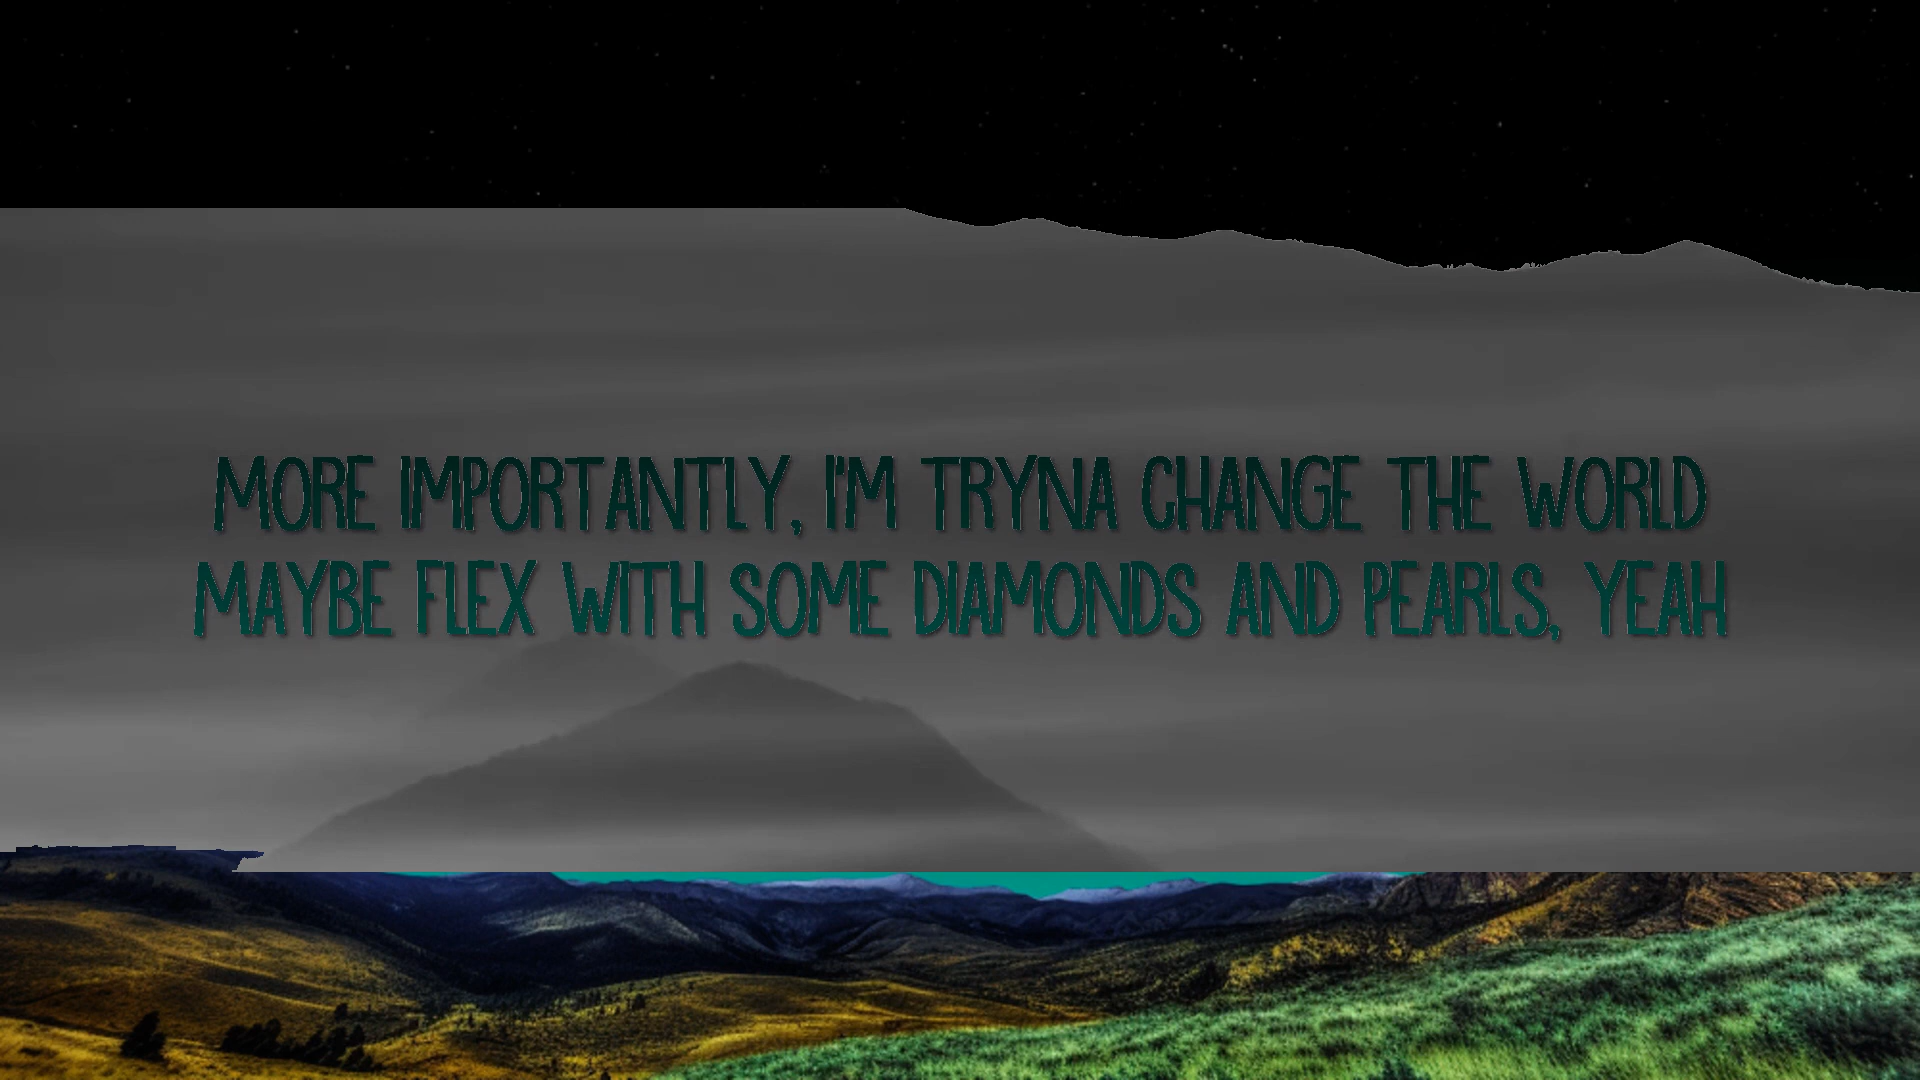 MORE IMPORTANTLY, I'M TRYNA CHANGE THE WORLD
MAYBE FLEX WITH SOME DIAMONDS AND PEARLS, YEAH